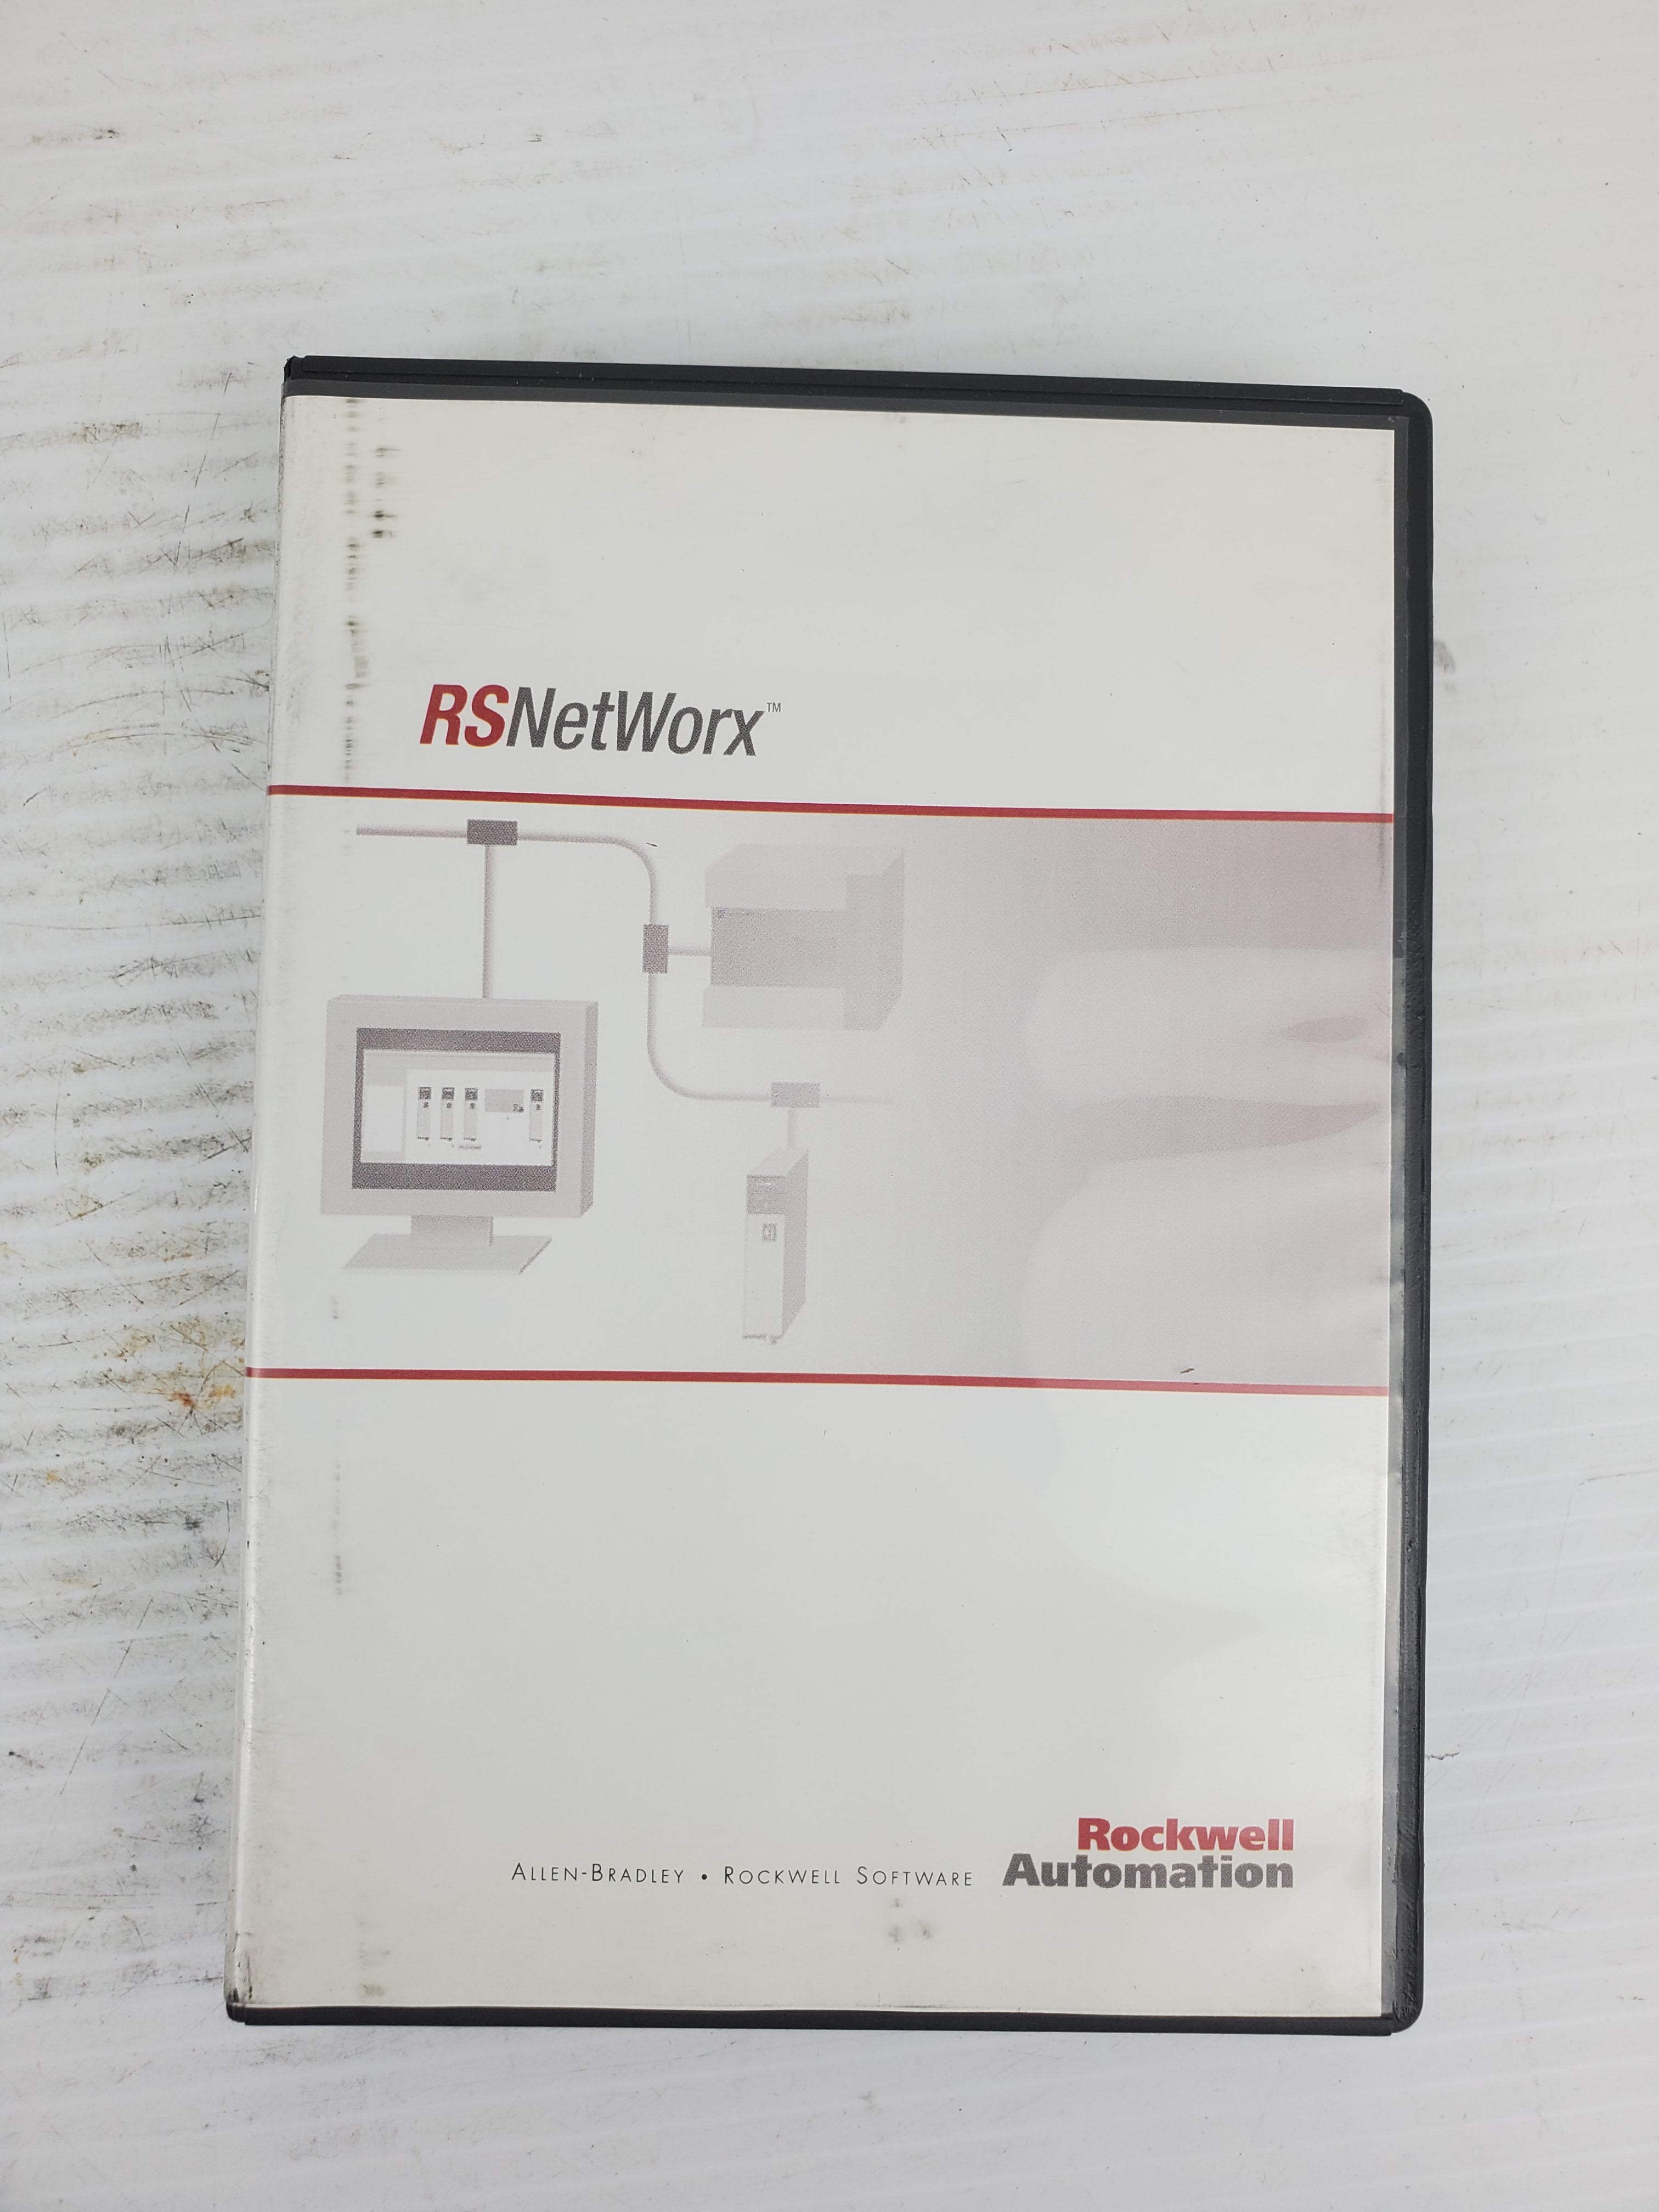 RSNetWorx™
Rockwell
Automation
ALLEN-BRADLEY • ROCKWELL SOFTWARE